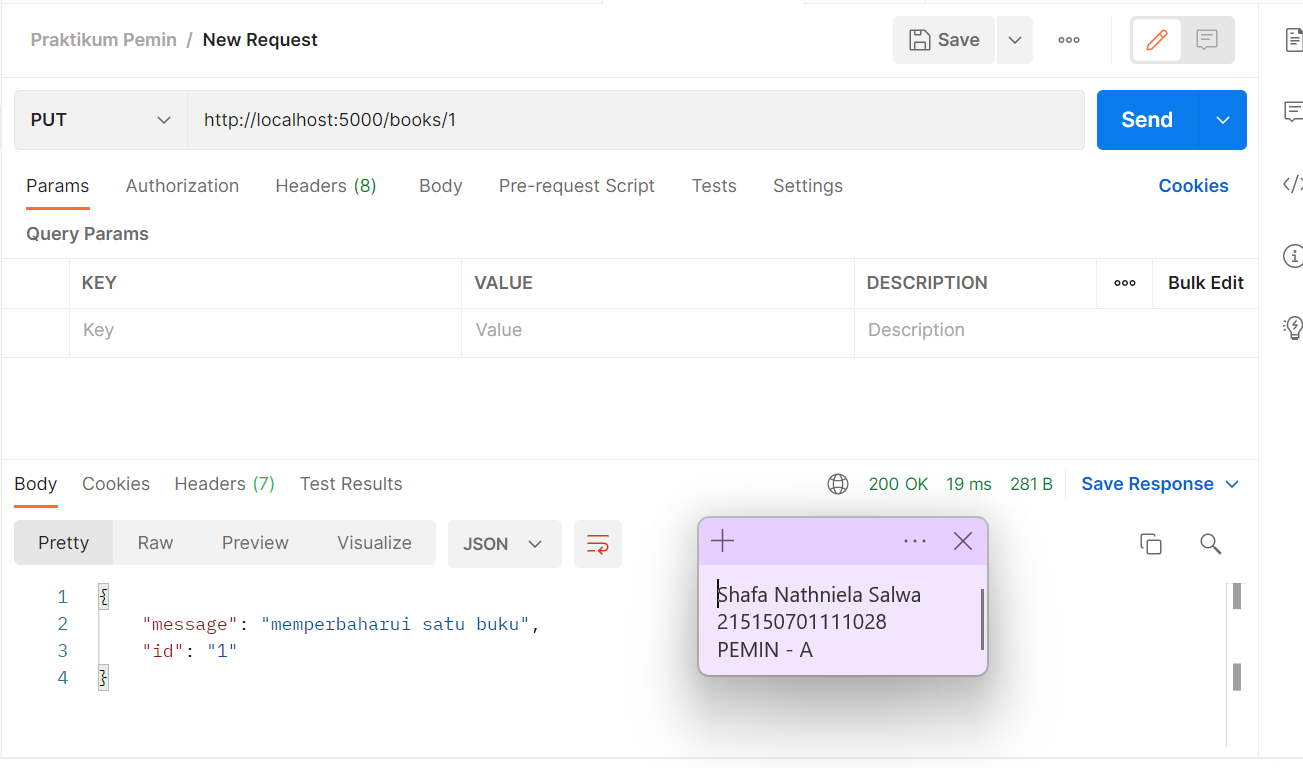 Praktikum Pemin / New Request
Save
PUT
http://localhost:5000/books/1
Send
Params Authorization Headers (8) Body Pre-request Script Tests Settings Cookies
Query Params
KEY VALUE DESCRIPTION Bulk Edit
Key Value Description
Body Cookies Headers (7) Test Results 200 OK 19 ms 281 B Save Response
Pretty Raw Preview Visualize JSON
1 {
2 "message": "memperbaharui satu buku",
3 "id": "1"
4 }
Shafa Nathniela Salwa
215150701111028
PEMIN - A